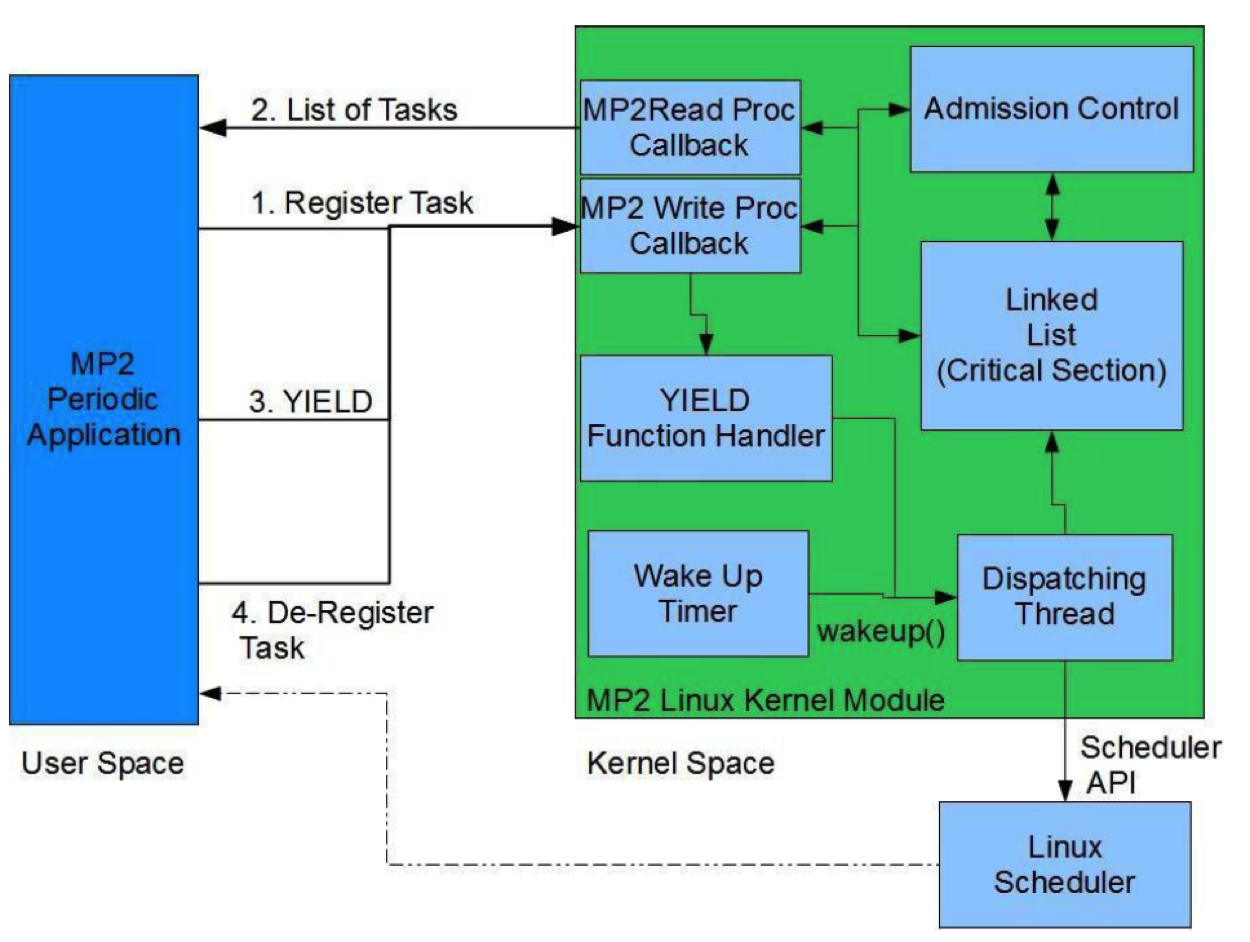 2. List of Tasks
MP2Read Proc
Callback
Admission Control
1. Register Task
MP2 Write Proc
Callback
Linked
List
(Critical Section)
MP2
Periodic
Application
3. YIELD
YIELD
Function Handler
Wake Up
Timer
wakeup()
Dispatching
Thread
4. De-Register
Task
MP2 Linux Kernel Module
User Space
Kernel Space
Scheduler
API
Linux
Scheduler